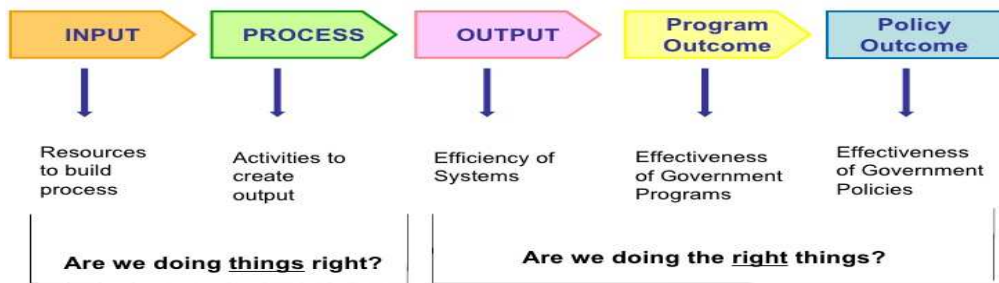 INPUT
PROCESS
OUTPUT
Program
Outcome
Policy
Outcome
Resources
to build
process
Activities to
create
output
Efficiency of
Systems
Effectiveness
of Government
Programs
Effectiveness
of Government
Policies
Are we doing things right?
Are we doing the right things?